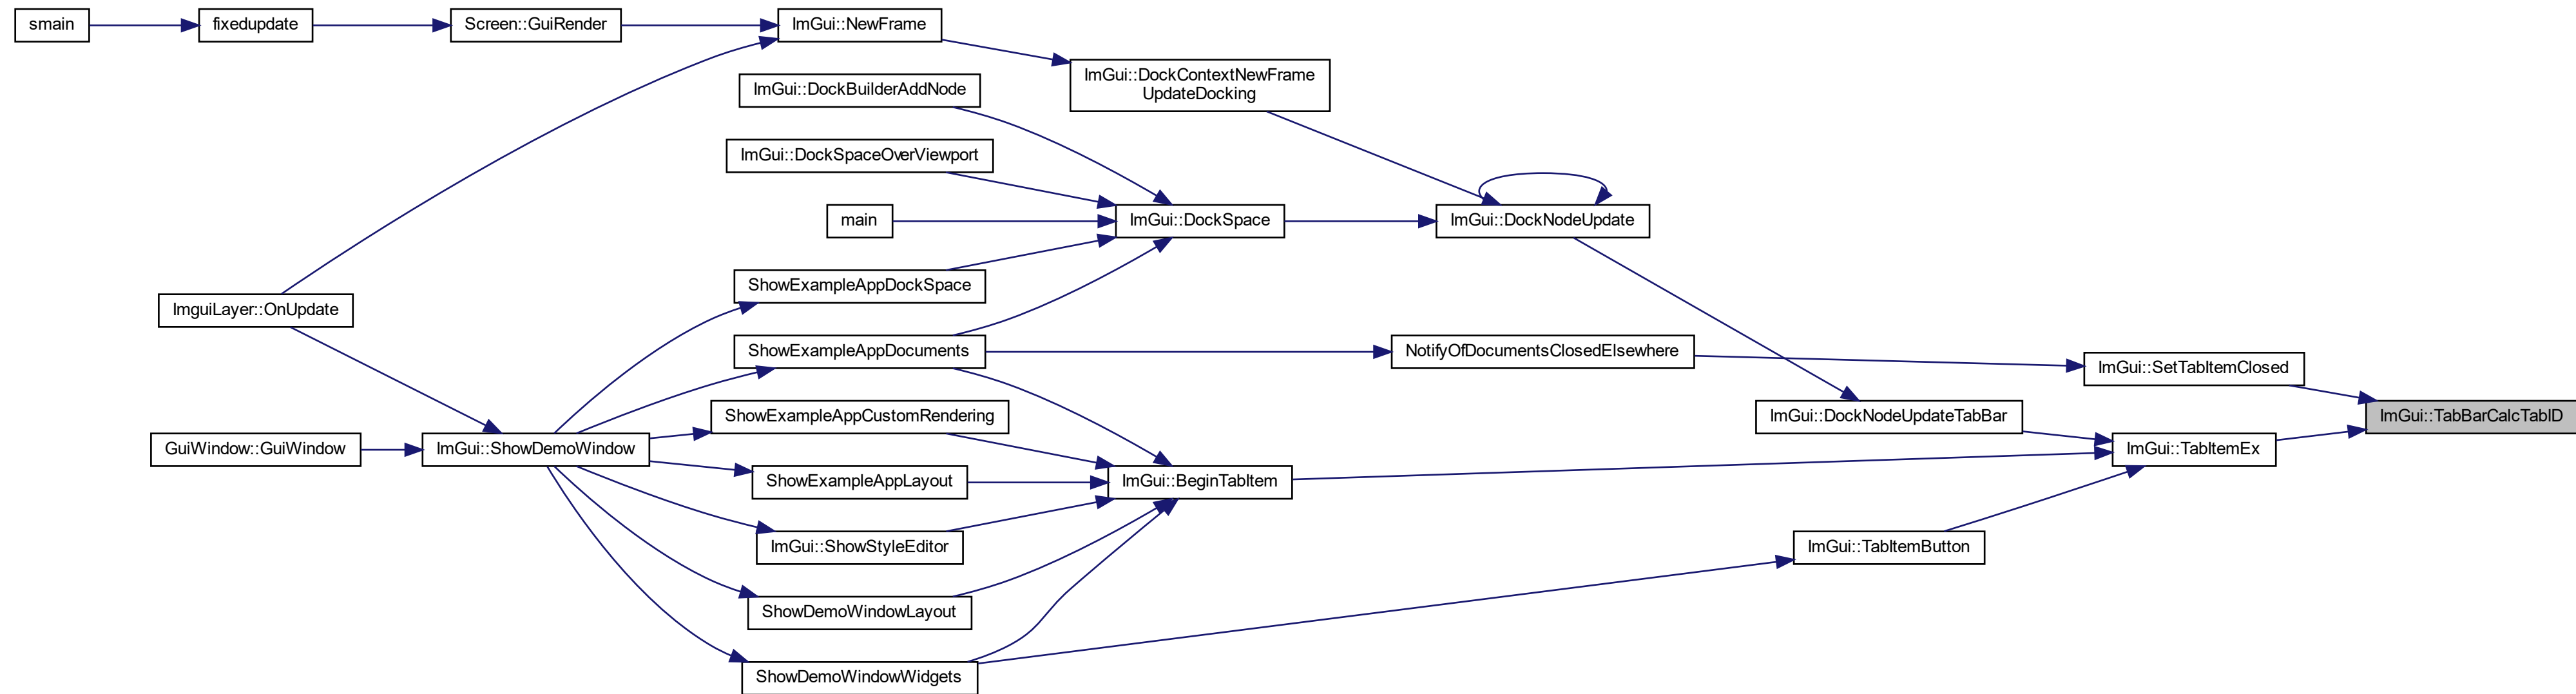 smain
fixedupdate
Screen::GuiRender
ImGui::NewFrame
ImGui::DockContextNewFrame
UpdateDocking
ImGui::DockBuilderAddNode
ImGui::DockSpaceOverViewport
main
ImGui::DockSpace
ImGui::DockNodeUpdate
ShowExampleAppDockSpace
ImguiLayer::OnUpdate
ShowExampleAppDocuments
NotifyOfDocumentsClosedElsewhere
ImGui::SetTabItemClosed
ShowExampleAppCustomRendering
ImGui::DockNodeUpdateTabBar
ImGui::TabBarCalcTabID
GuiWindow::GuiWindow
ImGui::ShowDemoWindow
ImGui::TabItemEx
ShowExampleAppLayout
ImGui::BeginTabItem
ImGui::ShowStyleEditor
ImGui::TabItemButton
ShowDemoWindowLayout
ShowDemoWindowWidgets